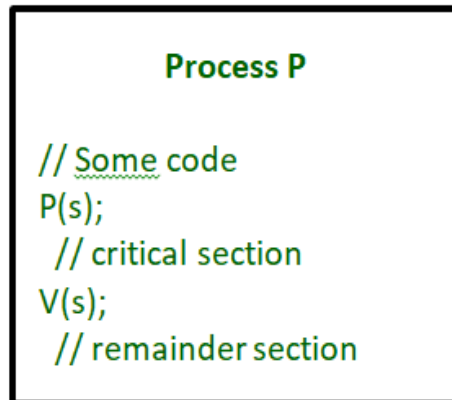 Process P
// Some code
P(s);
// critical section
V(s);
// remainder section